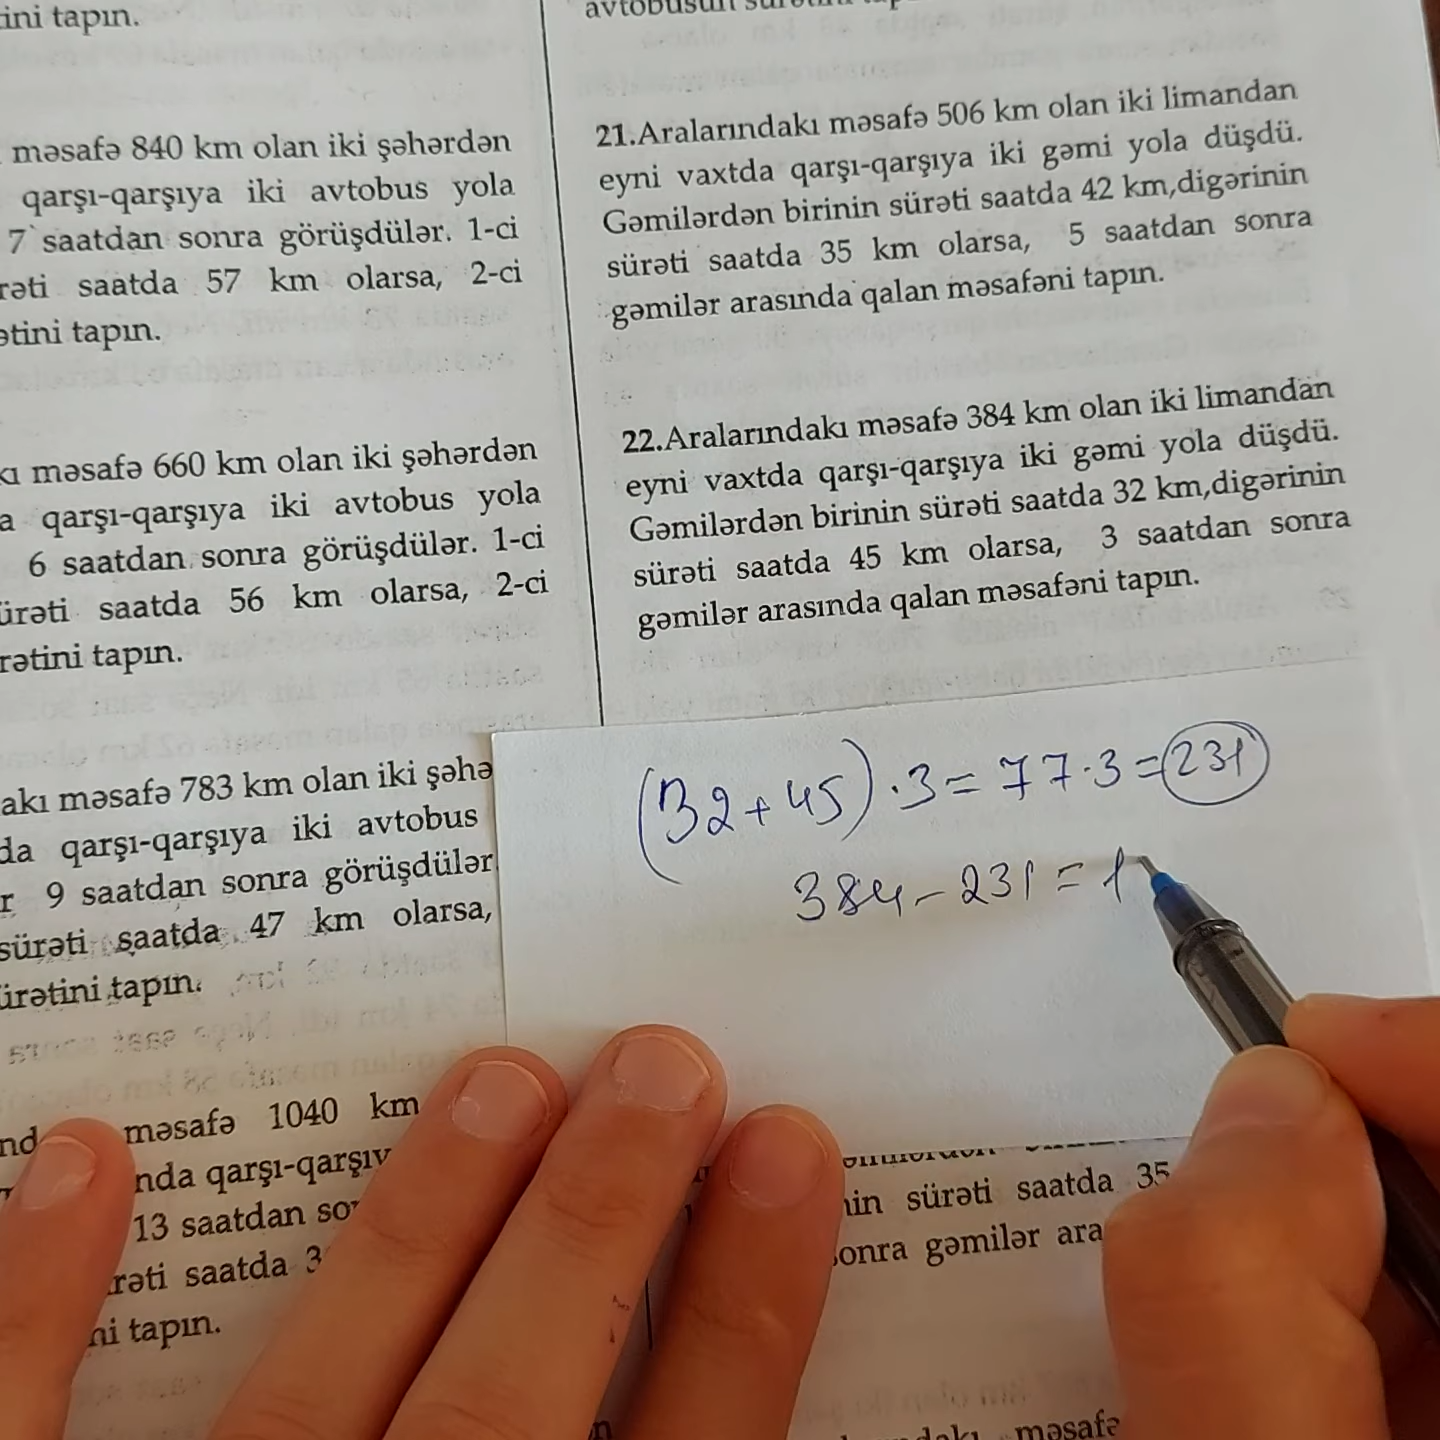 ini tapın.
məsafə 840 km olan iki şəhərdən
qarşı-qarşıya iki avtobus yola
7 saatdan sonra görüşdülər. 1-ci
rəti saatda 57 km olarsa, 2-ci
ətini tapın.
kı məsafə 660 km olan iki şəhərdən
a qarşı-qarşıya iki avtobus yola
6 saatdan sonra görüşdülər. 1-ci
ürəti saatda 56 km olarsa, 2-ci
rətini tapın.
akı məsafə 783 km olan iki şəhə
da qarşı-qarşıya iki avtobus
r 9 saatdan sonra görüşdülər
sürəti saatda 47 km olarsa,
ürətini tapın.
nd məsafə 1040 km
nda qarşı-qarşıy
13 saatdan so
rəti saatda 3
ni tapın.
21.Aralarındakı məsafə 506 km olan iki limandan
eyni vaxtda qarşı-qarşıya iki gəmi yola düşdü.
Gəmilərdən birinin sürəti saatda 42 km,digərinin
sürəti saatda 35 km olarsa, 5 saatdan sonra
gəmilər arasında qalan məsafəni tapın.
22.Aralarındakı məsafə 384 km olan iki limandan
eyni vaxtda qarşı-qarşıya iki gəmi yola düşdü.
Gəmilərdən birinin sürəti saatda 32 km,digərinin
sürəti saatda 45 km olarsa, 3 saatdan sonra
gəmilər arasında qalan məsafəni tapın.
(32+45)·3=77·3=231
384-231=1
nin sürəti saatda 35
sonra gəmilər ara
məsafə